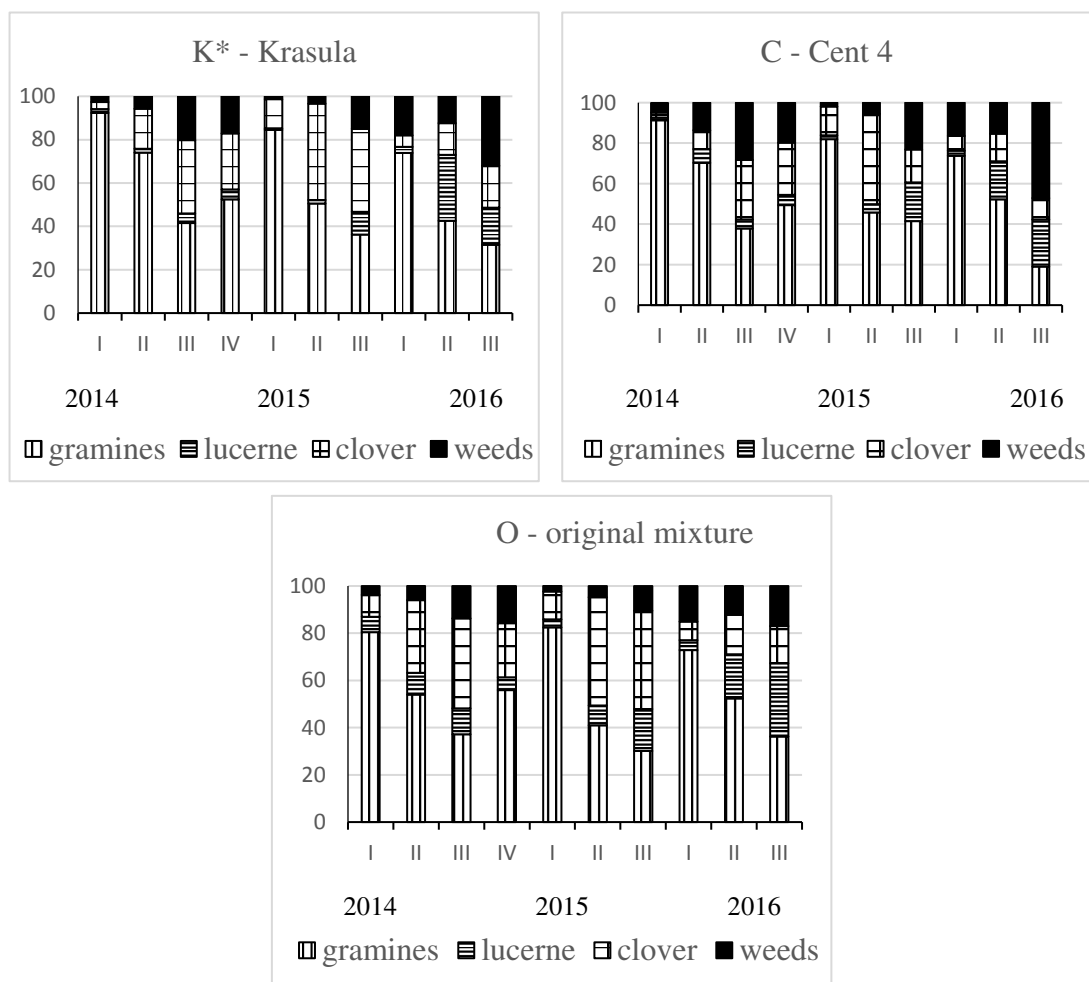 K* - Krasula
100
80
60
40
20
0
I II III IV I II III I II III
2014 2015 2016
gramines lucerne clover weeds
C - Cent 4
100
80
60
40
20
0
I II III IV I II III I II III
2014 2015 2016
gramines lucerne clover weeds
O - original mixture
100
80
60
40
20
0
I II III IV I II III I II III
2014 2015 2016
gramines lucerne clover weeds